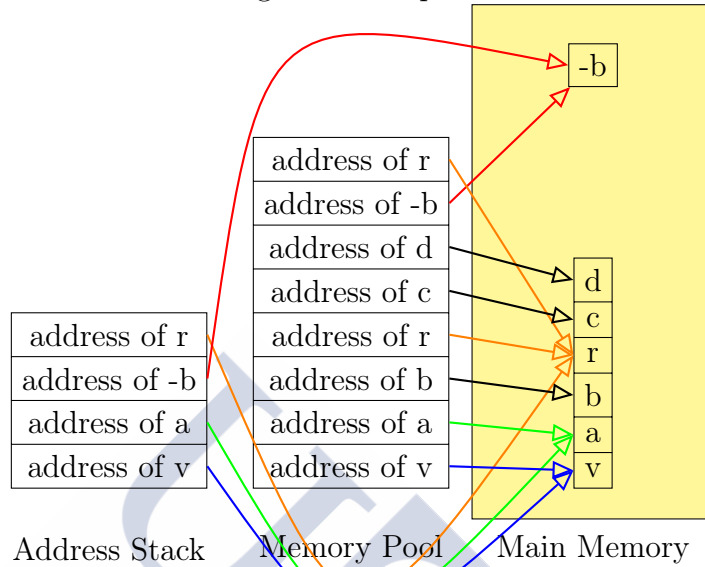 -b
address of r
address of -b
address of d
address of c
address of r
address of b
address of a
address of v
address of r
address of -b
address of a
address of v
d
c
r
b
a
v
Address Stack
Memory Pool
Main Memory